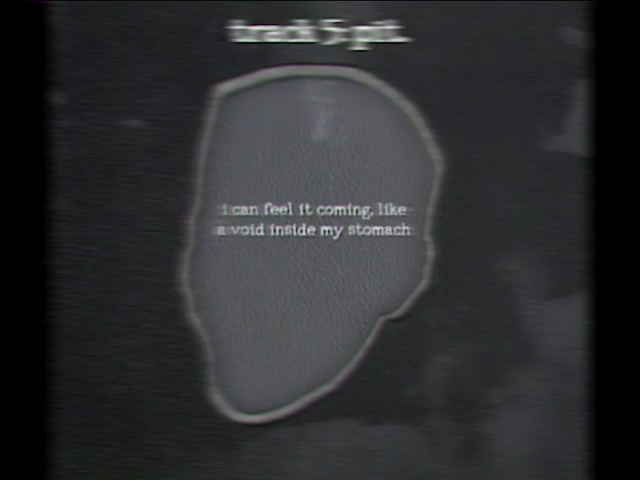 track 5: pit.
i can feel it coming, like
a void inside my stomach